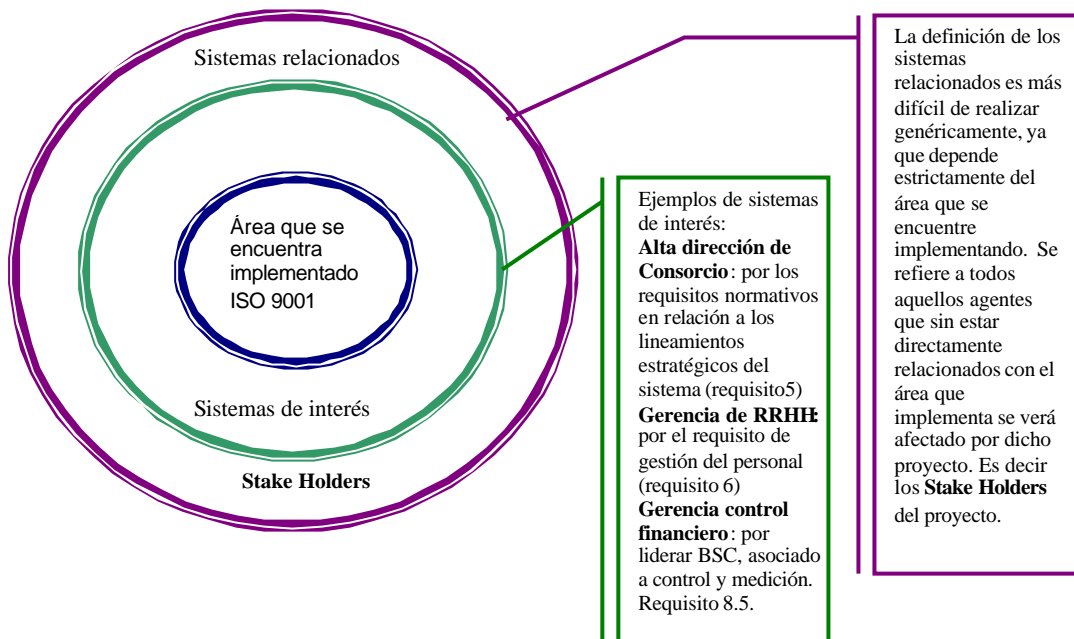 Sistemas relacionados
Área que se
encuentra
implementado
ISO 9001
Sistemas de interés
Stake Holders
Ejemplos de sistemas
de interés:
Alta dirección de
Consorcio: por los
requisitos normativos
en relación a los
lineamientos
estratégicos del
sistema (requisito5)
Gerencia de RRHH:
por el requisito de
gestión del personal
(requisito 6)
Gerencia control
financiero: por
liderar BSC, asociado
a control y medición.
Requisito 8.5.
La definición de los
sistemas
relacionados es más
difícil de realizar
genéricamente, ya
que depende
estrictamente del
área que se
encuentre
implementando. Se
refiere a todos
aquellos agentes
que sin estar
directamente
relacionados con el
área que
implementa se verá
afectado por dicho
proyecto. Es decir
los Stake Holders
del proyecto.